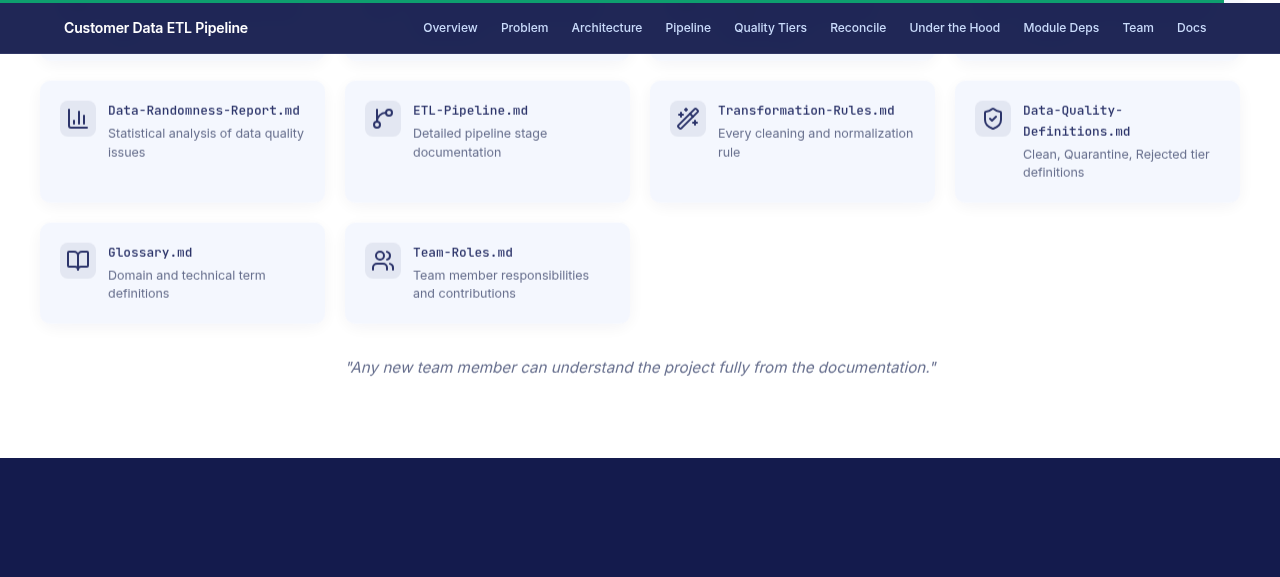 Customer Data ETL Pipeline
Overview
Problem
Architecture
Pipeline
Quality Tiers
Reconcile
Under the Hood
Module Deps
Team
Docs
Data-Randomness-Report.md
Statistical analysis of data quality
issues
ETL-Pipeline.md
Detailed pipeline stage
documentation
Transformation-Rules.md
Every cleaning and normalization
rule
Data-Quality-
Definitions.md
Clean, Quarantine, Rejected tier
definitions
Glossary.md
Domain and technical term
definitions
Team-Roles.md
Team member responsibilities
and contributions
"Any new team member can understand the project fully from the documentation."